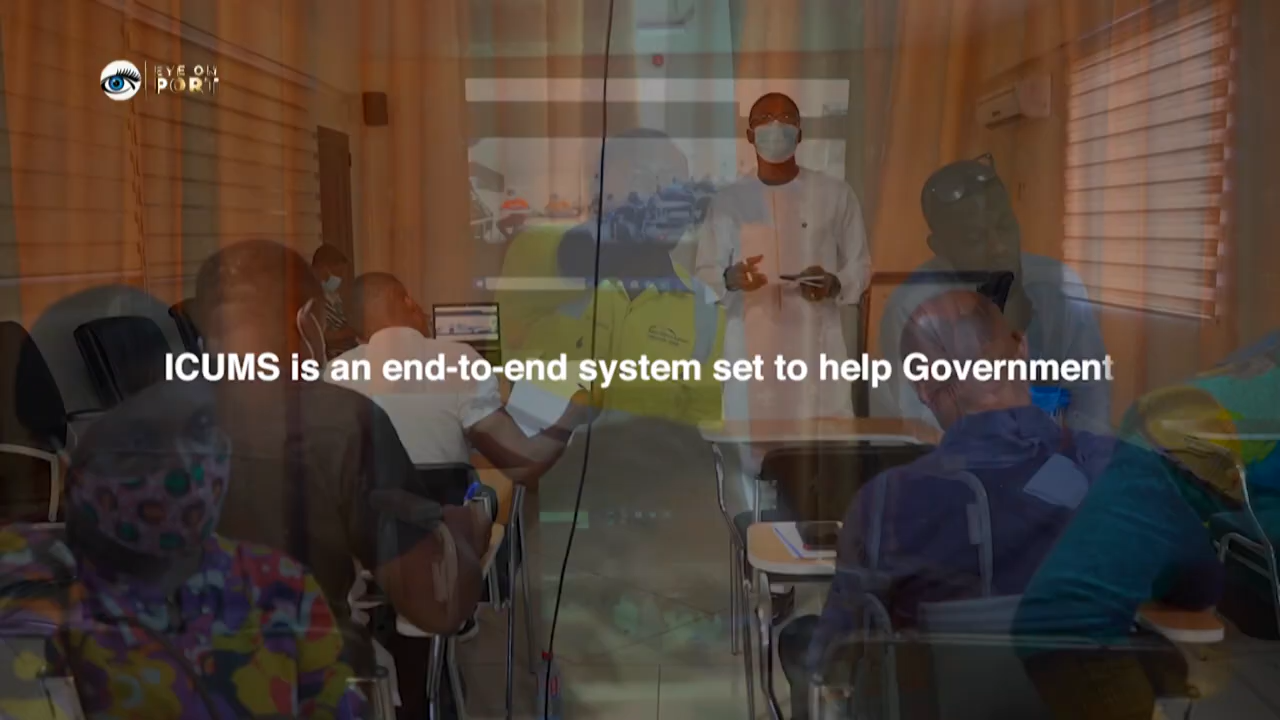 EYE ON
PORT
ICUMS is an end-to-end system set to help Government